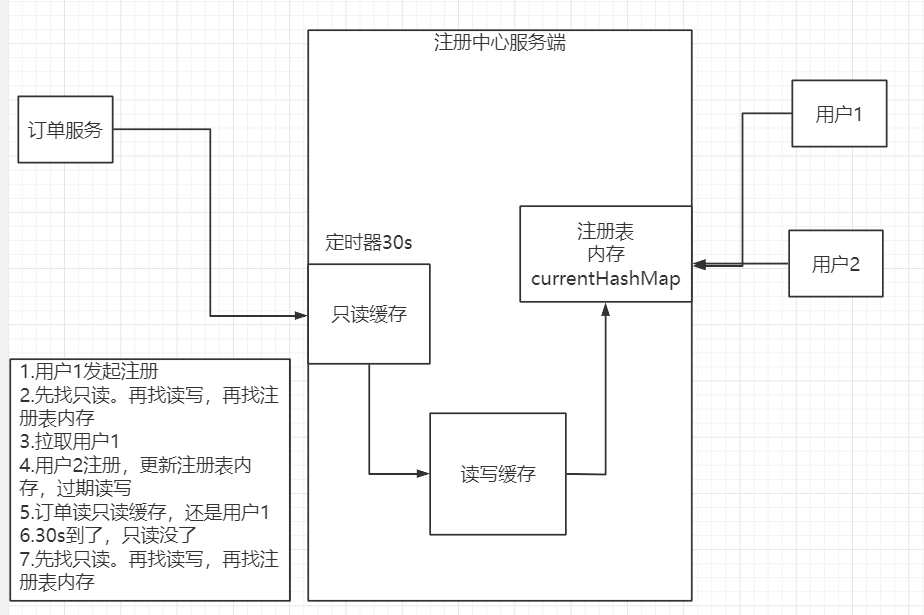 注册中心服务端
订单服务
用户1
注册表
内存
currentHashMap
定时器30s
用户2
只读缓存
读写缓存
1.用户1发起注册
2.先找只读。再找读写，再找注
册表内存
3.拉取用户1
4.用户2注册，更新注册表内
存，过期读写
5.订单读只读缓存，还是用户1
6.30s到了，只读没了
7.先找只读。再找读写，再找注
册表内存